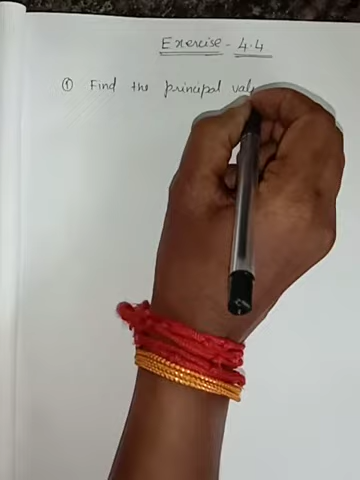 Exercise - 4.4
① Find the principal val